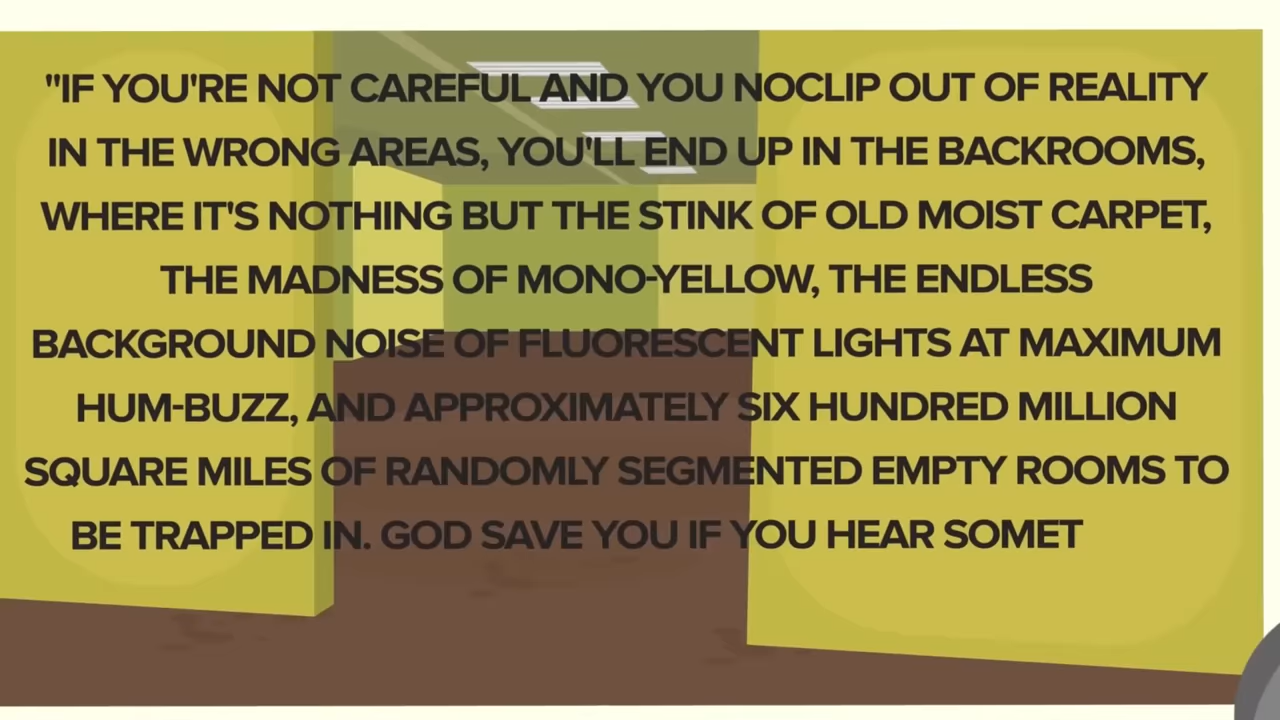 "IF YOU'RE NOT CAREFUL AND YOU NOCLIP OUT OF REALITY
IN THE WRONG AREAS, YOU'LL END UP IN THE BACKROOMS,
WHERE IT'S NOTHING BUT THE STINK OF OLD MOIST CARPET,
THE MADNESS OF MONO-YELLOW, THE ENDLESS
BACKGROUND NOISE OF FLUORESCENT LIGHTS AT MAXIMUM
HUM-BUZZ, AND APPROXIMATELY SIX HUNDRED MILLION
SQUARE MILES OF RANDOMLY SEGMENTED EMPTY ROOMS TO
BE TRAPPED IN. GOD SAVE YOU IF YOU HEAR SOMET